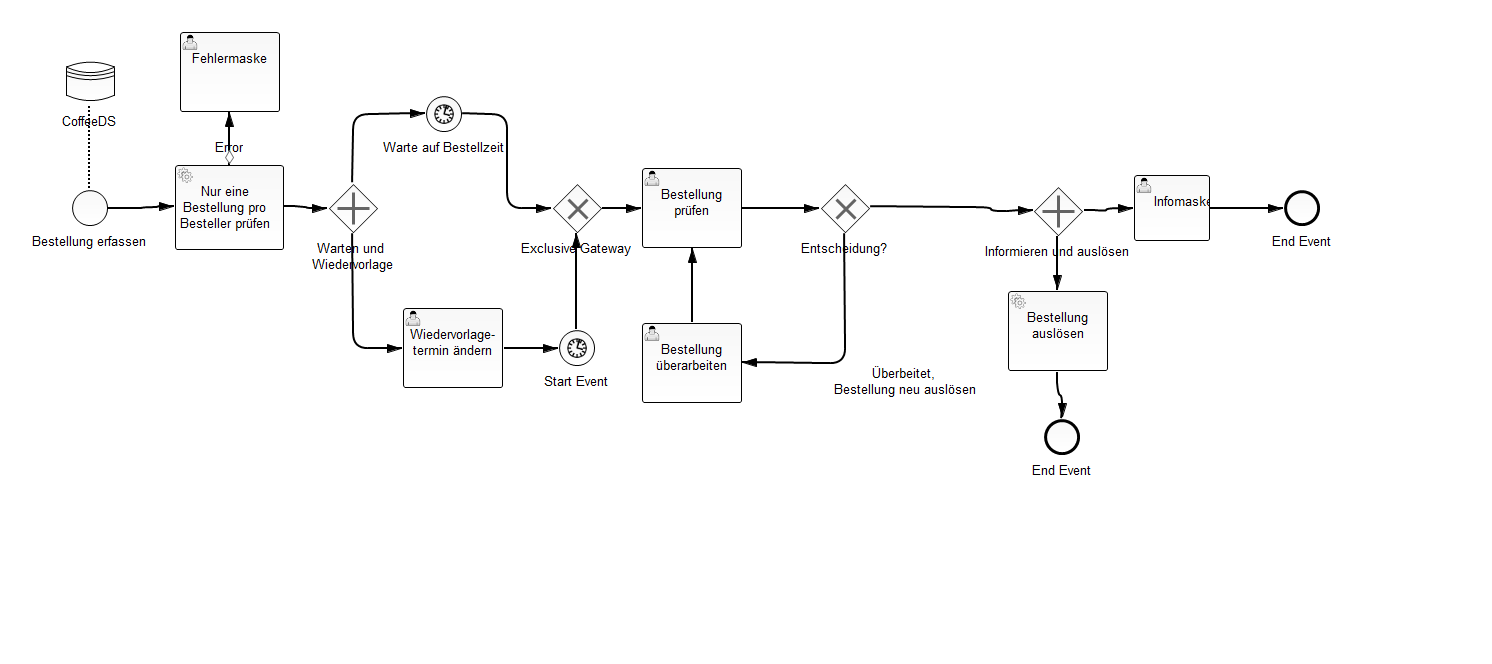 Fehlermaske
CoffeeDS
Error
Nur eine
Bestellung pro
Besteller prüfen
Bestellung erfassen
Warten und
Wiedervorlage
Warte auf Bestellzeit
Wiedervorlage-
termin ändern
Exclusive Gateway
Start Event
Bestellung
prüfen
Bestellung
überarbeiten
Entscheidung?
Überbeitet,
Bestellung neu auslösen
Informieren und auslösen
Infomaske
End Event
Bestellung
auslösen
End Event